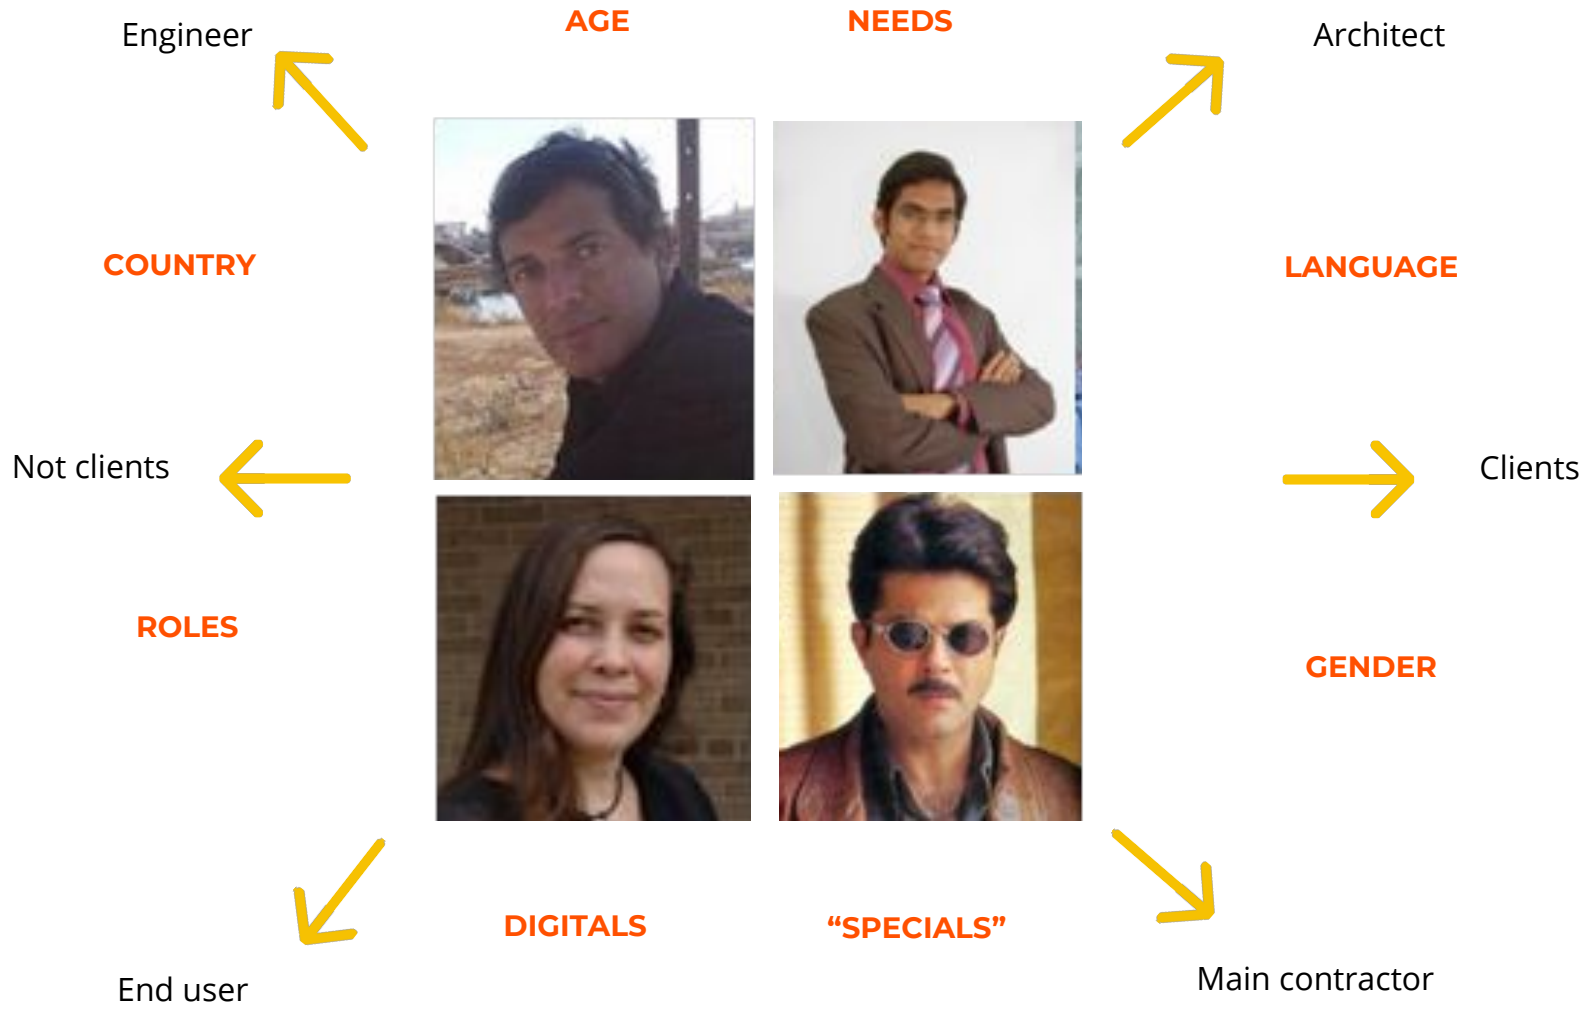 Engineer
AGE
NEEDS
Architect
COUNTRY
LANGUAGE
Not clients
Clients
ROLES
GENDER
DIGITALS
“SPECIALS”
End user
Main contractor